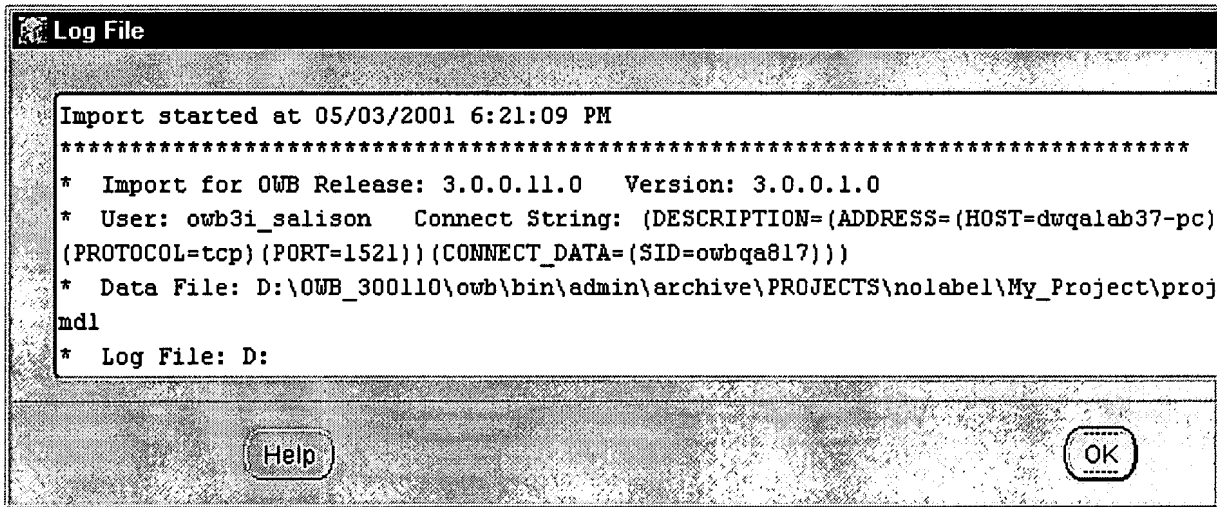 Log File
Import started at 05/03/2001 6:21:09 PM
********************************************************************************
*  Import for OWB Release: 3.0.0.11.0   Version: 3.0.0.1.0
*  User: owb3i_salison   Connect String: (DESCRIPTION=(ADDRESS=(HOST=dwqalab37-pc)
(PROTOCOL=tcp)(PORT=1521))(CONNECT_DATA=(SID=owbqa817)))
*  Data File: D:\OWB_300110\owb\bin\admin\archive\PROJECTS\nolabel\My_Project\proj
mdl
*  Log File: D:
Help
OK